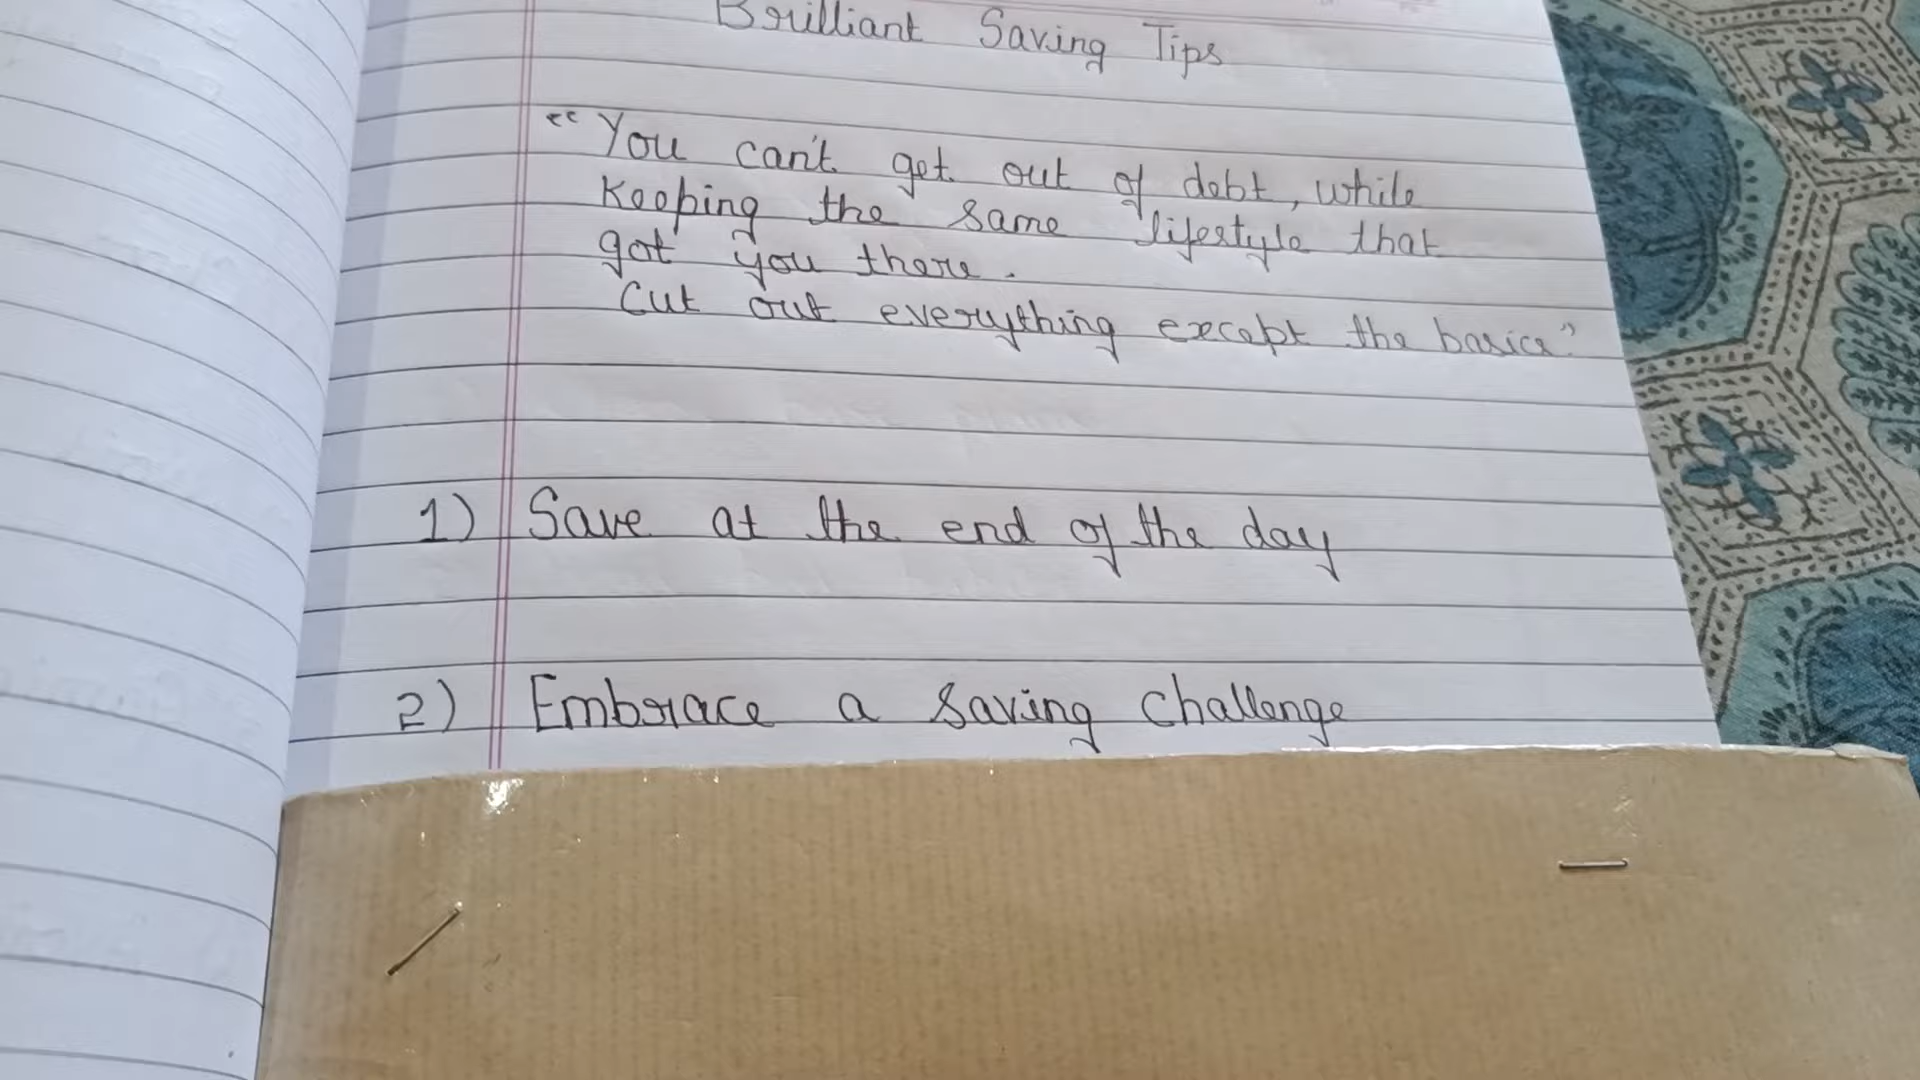 Brilliant Saving Tips
“You can't get out of debt, while
Keeping the same lifestyle that
got you there.
Cut out everything except the basics”
1) Save at the end of the day
2) Embrace a saving challenge